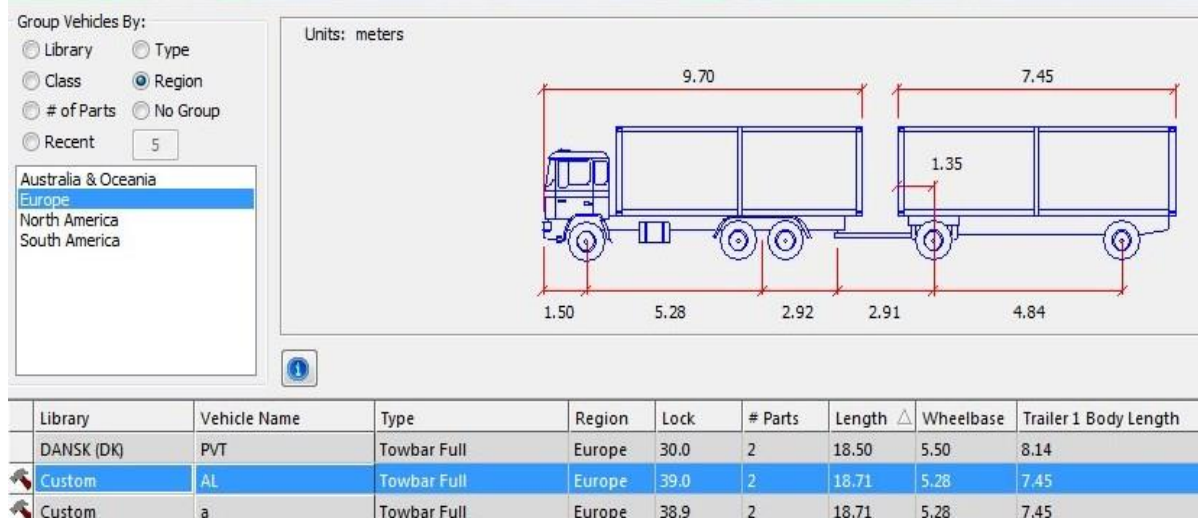 Group Vehicles By:
Library Type
Class Region
# of Parts No Group
Recent 5
Australia & Oceania
Europe
North America
South America
Units: meters
9.70 7.45
1.35
1.50 5.28 2.92 2.91 4.84
Library Vehicle Name Type Region Lock # Parts Length Wheelbase Trailer 1 Body Length
DANSK (DK) PVT Towbar Full Europe 30.0 2 18.50 5.50 8.14
Custom AL Towbar Full Europe 39.0 2 18.71 5.28 7.45
Custom a Towbar Full Europe 38.9 2 18.71 5.28 7.45